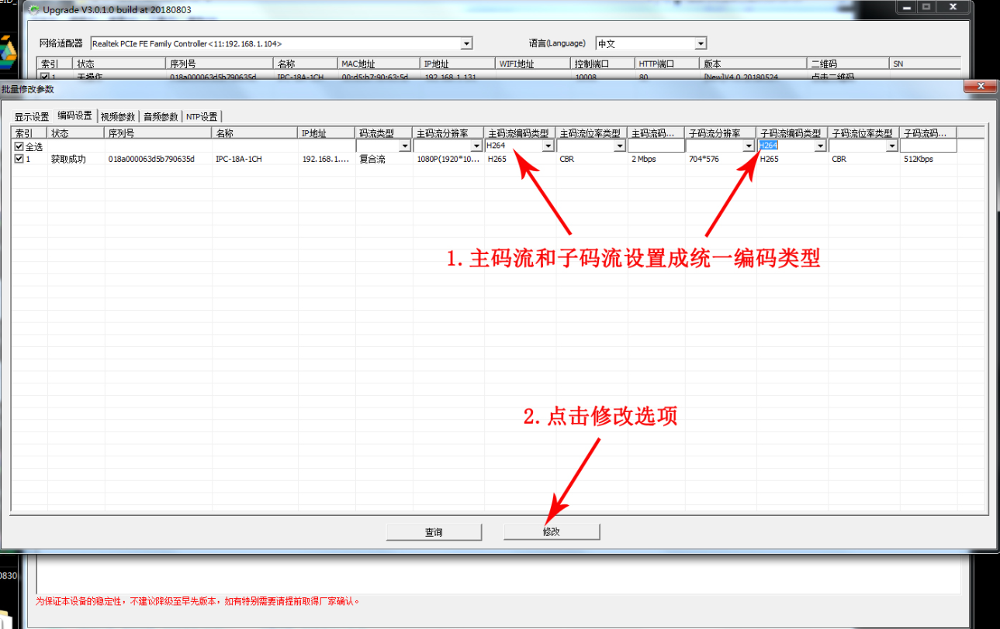 Upgrade V3.0.1.0 build at 20180803
网络适配器 Realtek PCIe FE Family Controller<11:192.168.1.104> 语言(Language) 中文
索引 状态 序列号 名称 MAC地址 IP地址 WIFI地址 控制端口 HTTP端口 版本 二维码 SN
1 无操作 018a000063d5b790635d IPC-18A-1CH 00:d5:b7:90:63:5d 192.168.1.131 10008 80 [New]V4.0.20180524 点击二维码
批量修改参数
显示设置 编码设置 视频参数 音频参数 NTP设置
索引 状态 序列号 名称 IP地址 码流类型 主码流分辨率 主码流编码类型 主码流位率类型 主码流码... 子码流分辨率 子码流编码类型 子码流位率类型 子码流码...
全选 H264 H264
1 获取成功 018a000063d5b790635d IPC-18A-1CH 192.168.1.... 复合流 1080P(1920*10... H265 CBR 2 Mbps 704*576 H265 CBR 512Kbps
1.主码流和子码流设置成统一编码类型
2.点击修改选项
查询 修改
0830
为保证本设备的稳定性，不建议降级至早先版本，如有特别需要请提前取得厂家确认。